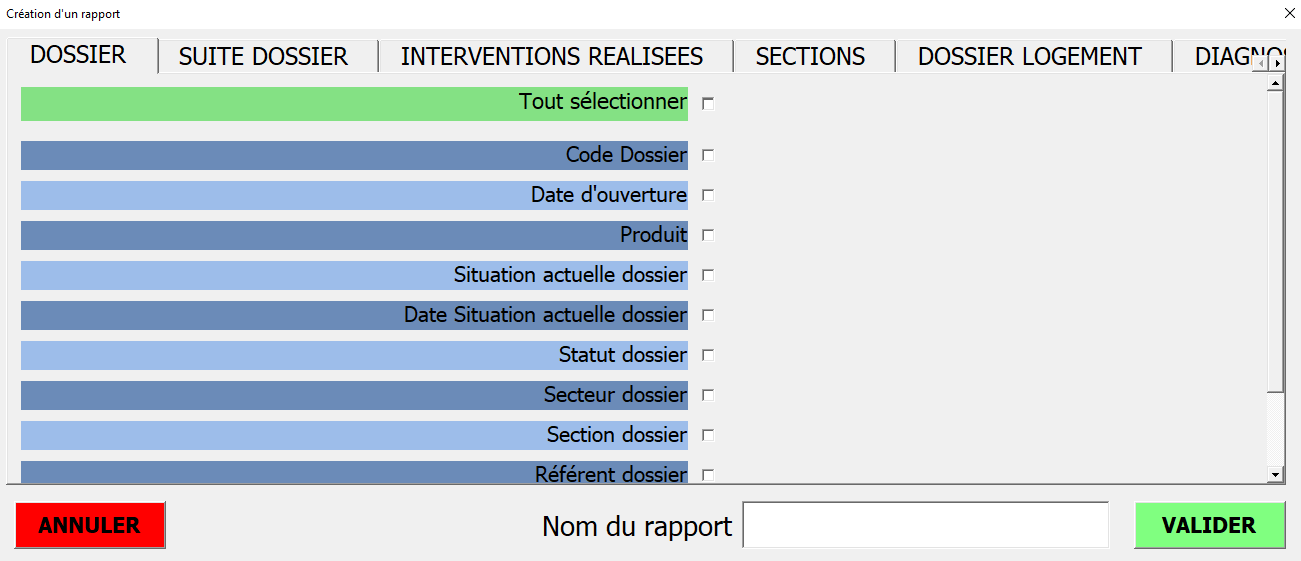 Création d'un rapport
DOSSIER SUITE DOSSIER INTERVENTIONS REALISEES SECTIONS DOSSIER LOGEMENT
Tout sélectionner
Code Dossier
Date d'ouverture
Produit
Situation actuelle dossier
Date Situation actuelle dossier
Statut dossier
Secteur dossier
Section dossier
Référent dossier
ANNULER Nom du rapport VALIDER